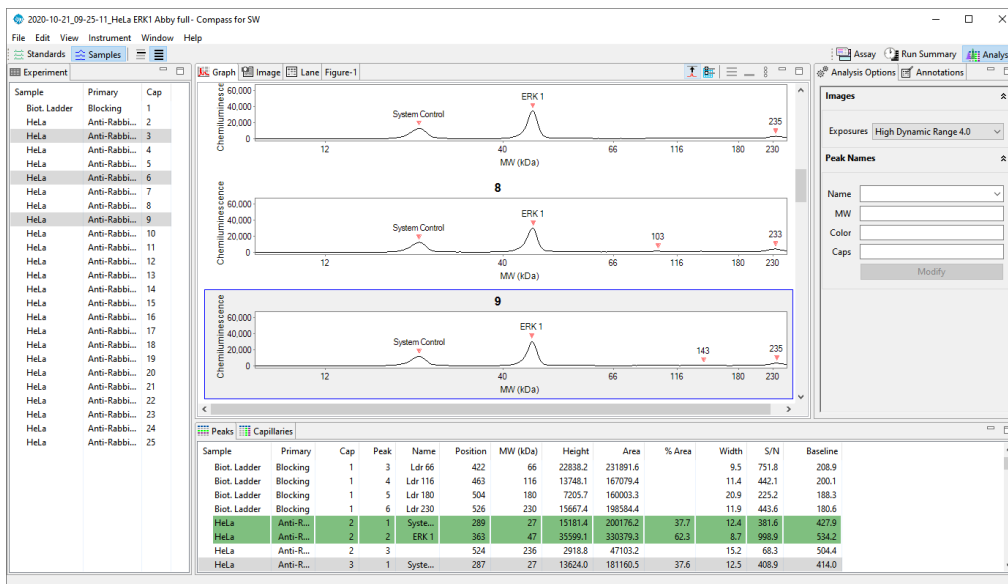 2020-10-21_09-25-11_HeLa ERK1 Abby full - Compass for SW
File Edit View Instrument Window Help
Standards Samples Assay Run Summary Analys
Experiment
Sample Primary Cap
Biot. Ladder Blocking 1
HeLa Anti-Rabbi... 2
HeLa Anti-Rabbi... 3
HeLa Anti-Rabbi... 4
HeLa Anti-Rabbi... 5
HeLa Anti-Rabbi... 6
HeLa Anti-Rabbi... 7
HeLa Anti-Rabbi... 8
HeLa Anti-Rabbi... 9
HeLa Anti-Rabbi... 10
HeLa Anti-Rabbi... 11
HeLa Anti-Rabbi... 12
HeLa Anti-Rabbi... 13
HeLa Anti-Rabbi... 14
HeLa Anti-Rabbi... 15
HeLa Anti-Rabbi... 16
HeLa Anti-Rabbi... 17
HeLa Anti-Rabbi... 18
HeLa Anti-Rabbi... 19
HeLa Anti-Rabbi... 20
HeLa Anti-Rabbi... 21
HeLa Anti-Rabbi... 22
HeLa Anti-Rabbi... 23
HeLa Anti-Rabbi... 24
HeLa Anti-Rabbi... 25
Graph Image Lane Figure-1
Chemiluminescence
60,000
40,000
20,000
0
System Control
ERK 1
235
12 40 66 116 180 230
MW (kDa)
8
Chemiluminescence
60,000
40,000
20,000
0
System Control
ERK 1
103
233
12 40 66 116 180 230
MW (kDa)
9
Chemiluminescence
60,000
40,000
20,000
0
System Control
ERK 1
143
235
12 40 66 116 180 230
MW (kDa)
Analysis Options Annotations
Images
Exposures High Dynamic Range 4.0
Peak Names
Name
MW
Color
Caps
Modify
Peaks Capillaries
Sample Primary Cap Peak Name Position MW (kDa) Height Area % Area Width S/N Baseline
Biot. Ladder Blocking 1 3 Ldr 66 422 66 22838.2 231891.6 9.5 751.8 208.9
Biot. Ladder Blocking 1 4 Ldr 116 463 116 13748.1 167079.4 11.4 442.1 200.1
Biot. Ladder Blocking 1 5 Ldr 180 504 180 7205.7 160003.3 20.9 225.2 188.3
Biot. Ladder Blocking 1 6 Ldr 230 526 230 15667.4 198584.4 11.9 443.6 180.6
HeLa Anti-R... 2 1 Syste... 289 27 15181.4 200176.2 37.7 12.4 381.6 427.9
HeLa Anti-R... 2 2 ERK 1 363 47 35599.1 330379.3 62.3 8.7 998.9 534.2
HeLa Anti-R... 2 3 524 236 2918.8 47103.2 15.2 68.3 504.4
HeLa Anti-R... 3 1 Syste... 287 27 13624.0 181160.5 37.6 12.5 408.9 414.0